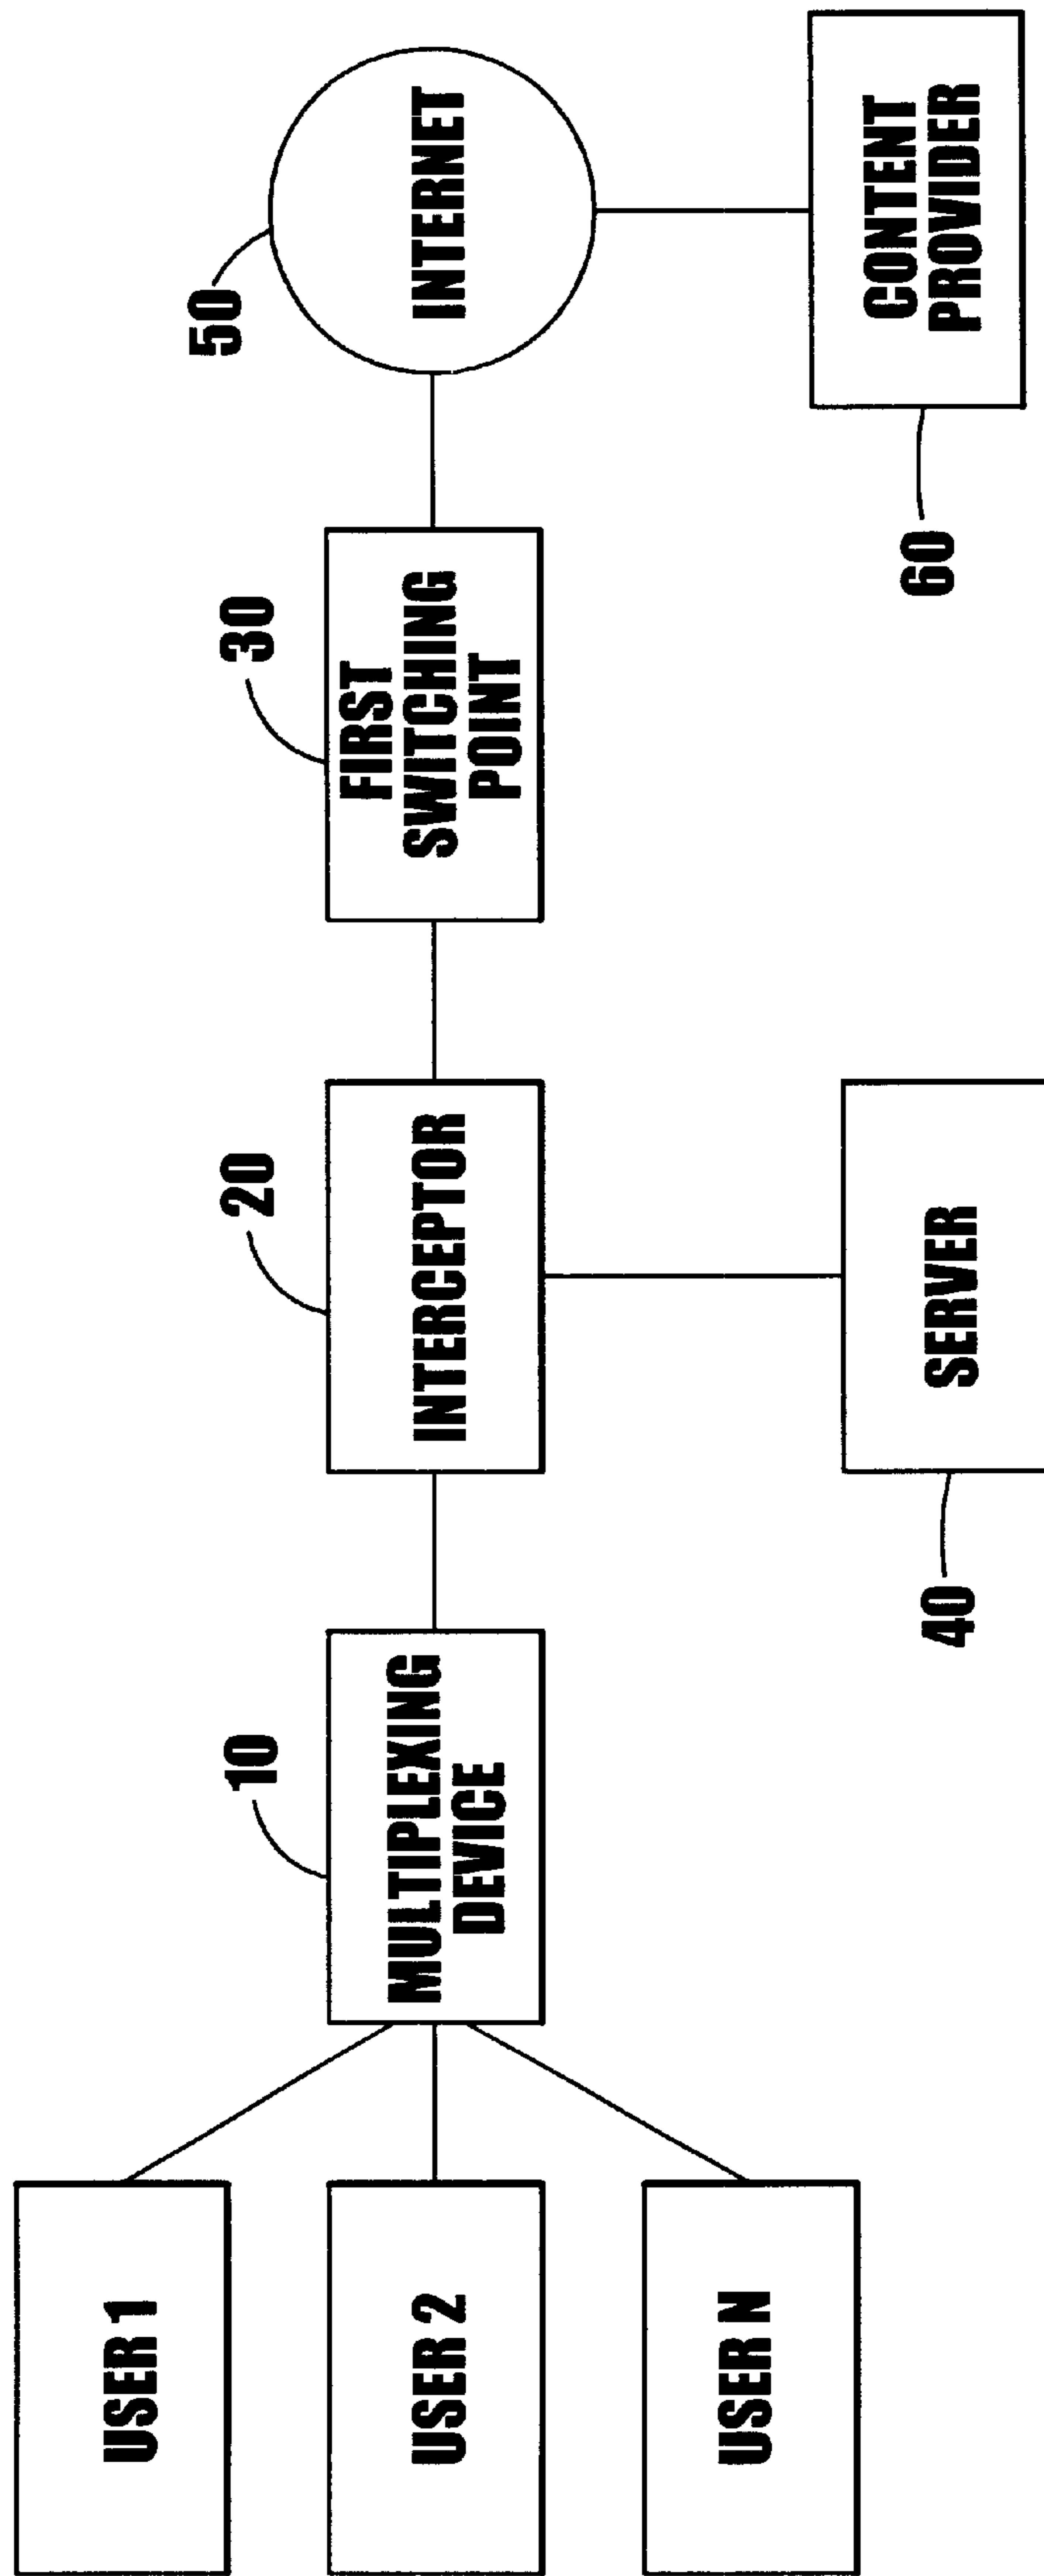 USER 1
USER 2
USER N
10
MULTIPLEXING
DEVICE
20
INTERCEPTOR
40
SERVER
30
FIRST
SWITCHING
POINT
50
INTERNET
60
CONTENT
PROVIDER